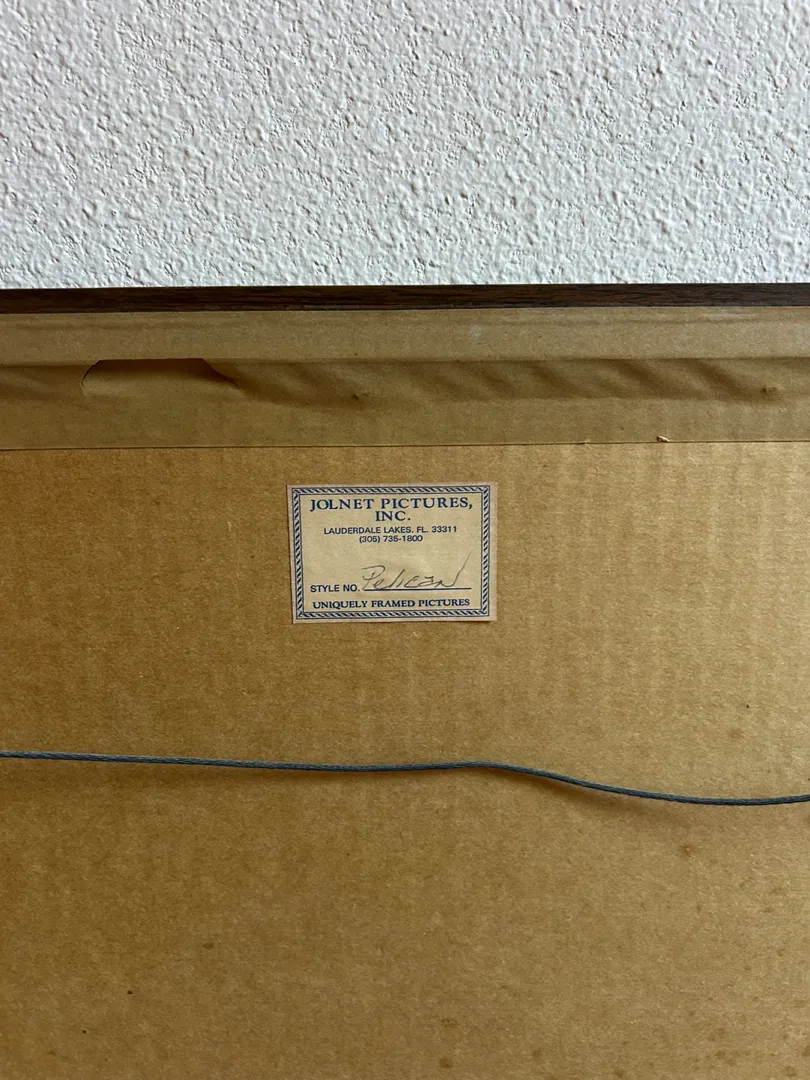 JOLNET PICTURES,
INC.
LAUDERDALE LAKES, FL. 33311
(305) 735-1800
STYLE NO. Pelican
UNIQUELY FRAMED PICTURES